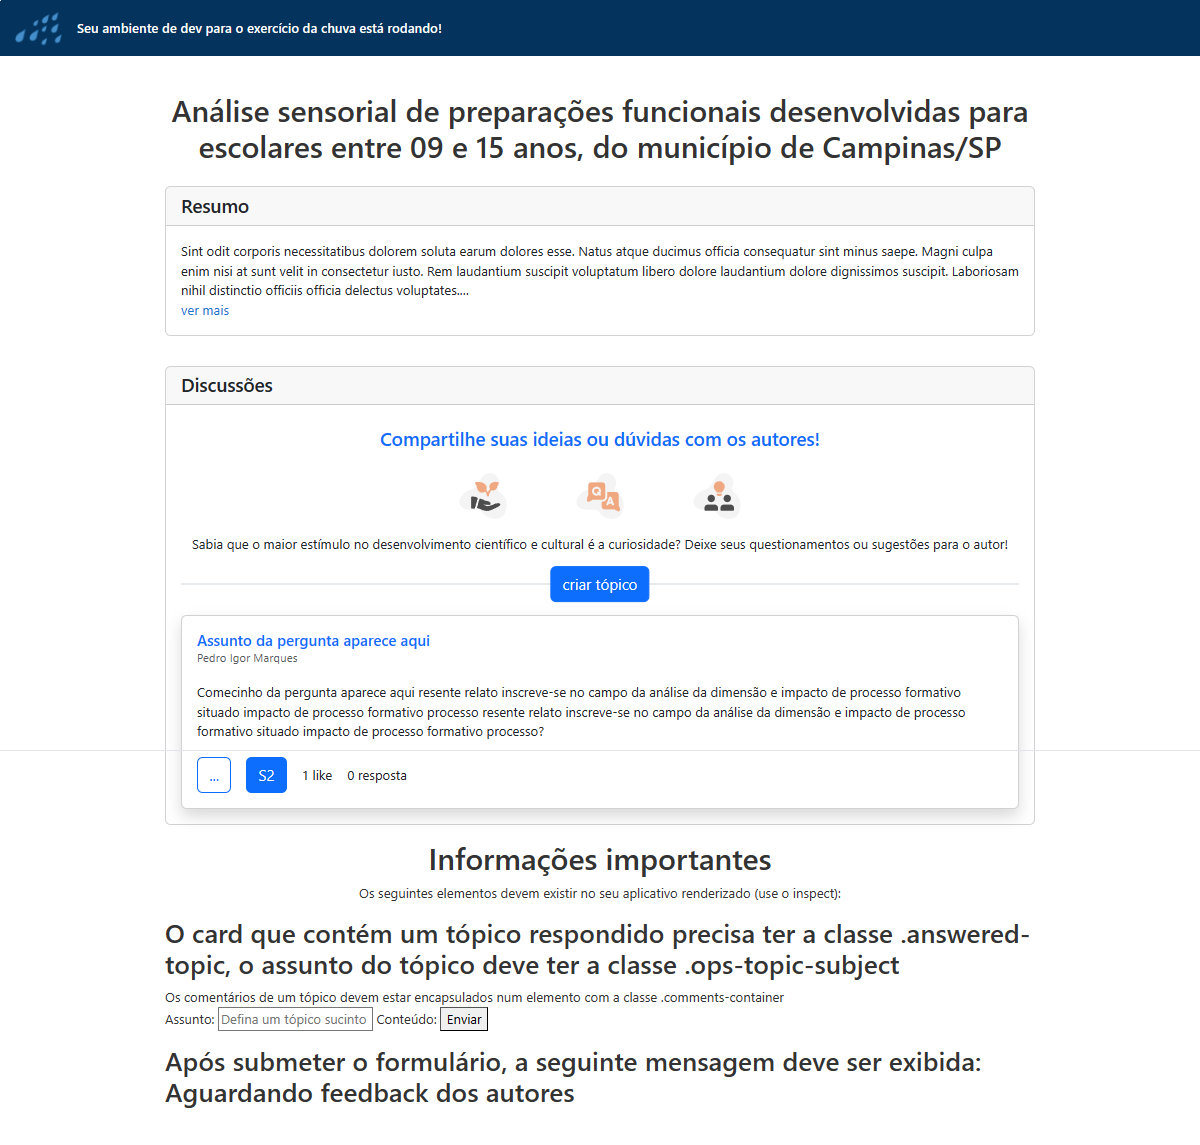 Seu ambiente de dev para o exercício da chuva está rodando!
Análise sensorial de preparações funcionais desenvolvidas para
escolares entre 09 e 15 anos, do município de Campinas/SP
Resumo
Sint odit corporis necessitatibus dolorem soluta earum dolores esse. Natus atque ducimus officia consequatur sint minus saepe. Magni culpa
enim nisi at sunt velit in consectetur iusto. Rem laudantium suscipit voluptatum libero dolore laudantium dolore dignissimos suscipit. Laboriosam
nihil distinctio officiis officia delectus voluptates....
ver mais
Discussões
Compartilhe suas ideias ou dúvidas com os autores!
Q
A
Sabia que o maior estímulo no desenvolvimento científico e cultural é a curiosidade? Deixe seus questionamentos ou sugestões para o autor!
criar tópico
Assunto da pergunta aparece aqui
Pedro Igor Marques
Comecinho da pergunta aparece aqui resente relato inscreve-se no campo da análise da dimensão e impacto de processo formativo
situado impacto de processo formativo processo resente relato inscreve-se no campo da análise da dimensão e impacto de processo
formativo situado impacto de processo formativo processo?
... S2 1 like 0 resposta
Informações importantes
Os seguintes elementos devem existir no seu aplicativo renderizado (use o inspect):
O card que contém um tópico respondido precisa ter a classe .answered-
topic, o assunto do tópico deve ter a classe .ops-topic-subject
Os comentários de um tópico devem estar encapsulados num elemento com a classe .comments-container
Assunto: Defina um tópico sucinto Conteúdo: Enviar
Após submeter o formulário, a seguinte mensagem deve ser exibida:
Aguardando feedback dos autores